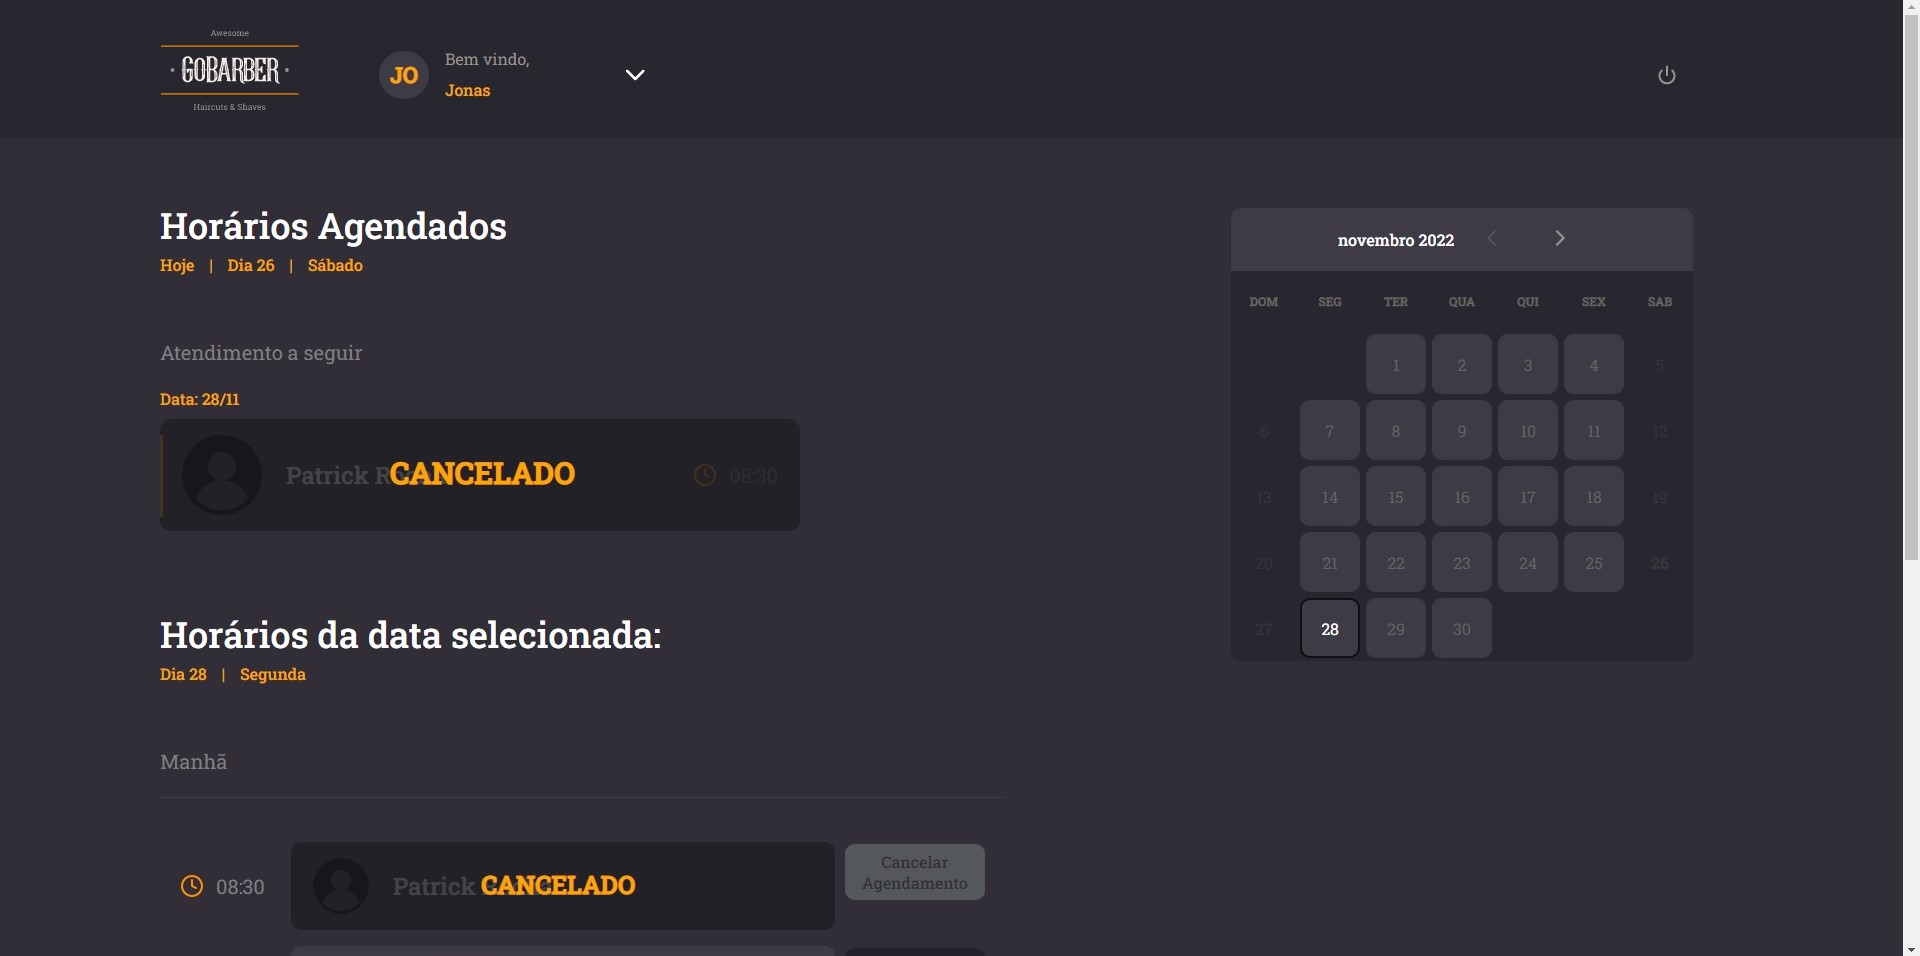 Awesome
GOBARBER
Haircuts & Shaves
JO
Bem vindo,
Jonas
Horários Agendados
Hoje | Dia 26 | Sábado
Atendimento a seguir
Data: 28/11
Patrick
CANCELADO
08:30
Horários da data selecionada:
Dia 28 | Segunda
Manhã
08:30
Patrick
CANCELADO
Cancelar
Agendamento
novembro 2022
DOM SEG TER QUA QUI SEX SAB
1 2 3 4 5
6 7 8 9 10 11 12
13 14 15 16 17 18 19
20 21 22 23 24 25 26
27 28 29 30